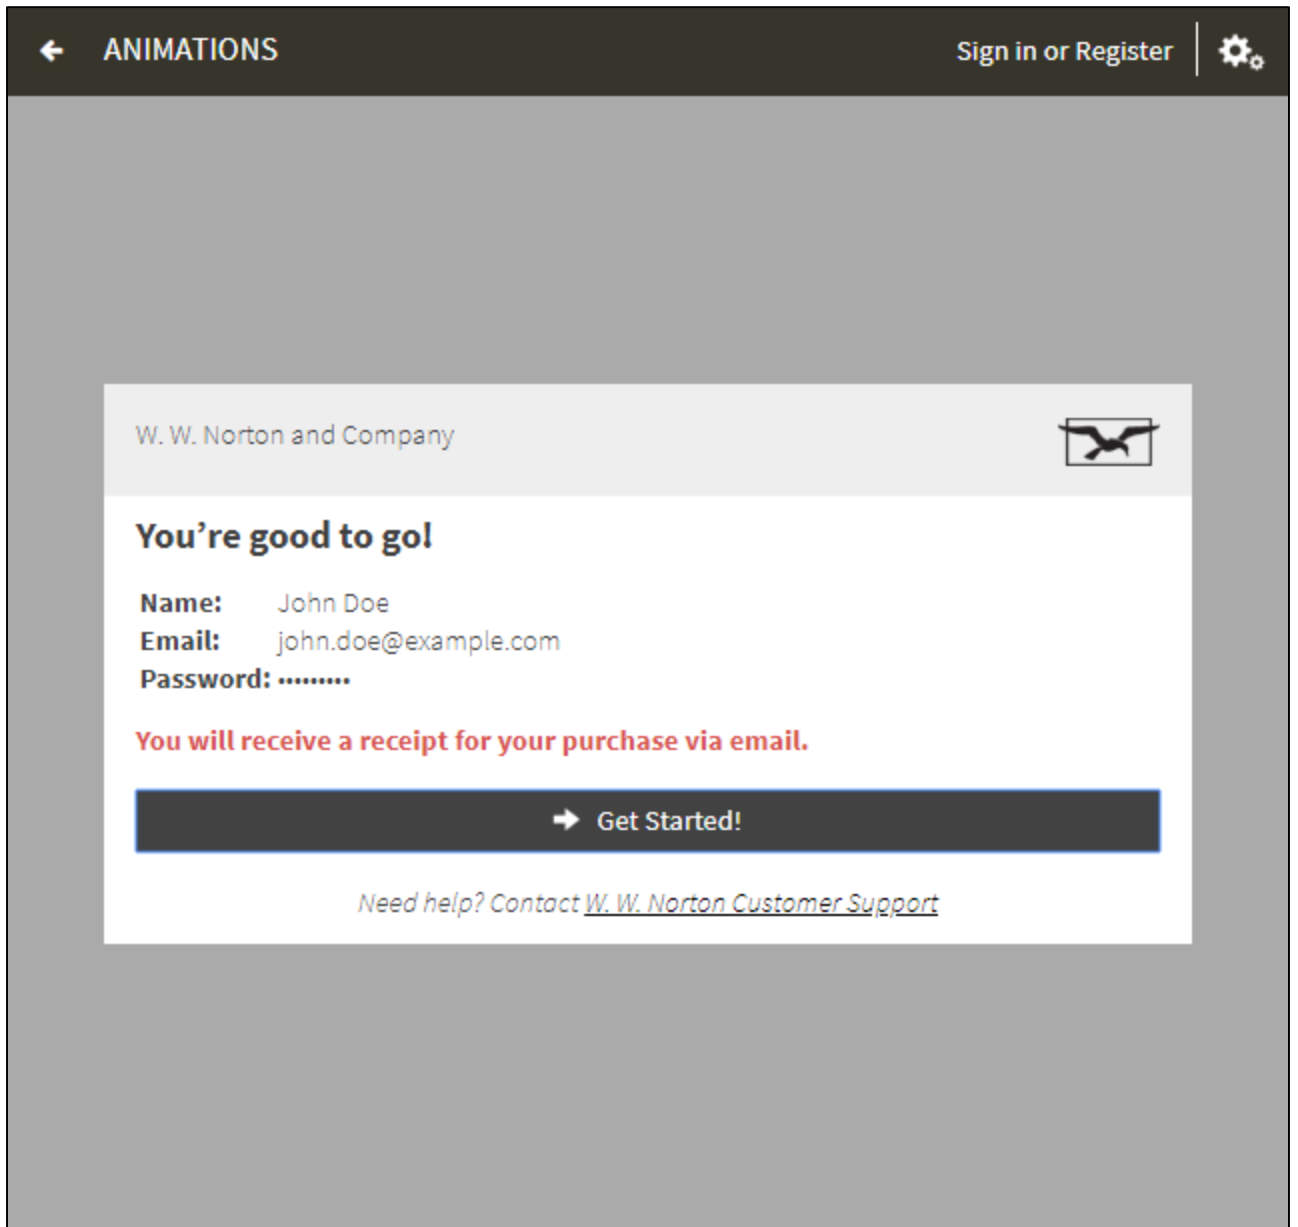 ANIMATIONS
Sign in or Register
W. W. Norton and Company
You’re good to go!
Name: John Doe
Email: john.doe@example.com
Password: •••••••••
You will receive a receipt for your purchase via email.
Get Started!
Need help? Contact W. W. Norton Customer Support